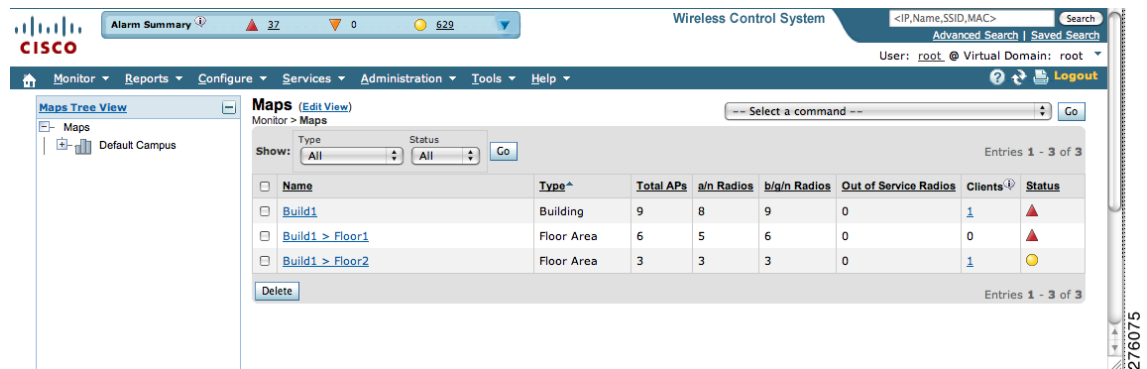 Alarm Summary 37 0 629
Wireless Control System
<IP,Name,SSID,MAC> Search
Advanced Search | Saved Search
CISCO
User: root @ Virtual Domain: root
Monitor Reports Configure Services Administration Tools Help Logout
Maps Tree View
Maps
Default Campus
Maps (Edit View)
Monitor > Maps
-- Select a command -- Go
Show: Type All Status All Go
Entries 1 - 3 of 3
Name Type Total APs a/n Radios b/g/n Radios Out of Service Radios Clients Status
Build1 Building 9 8 9 0 1
Build1 > Floor1 Floor Area 6 5 6 0 0
Build1 > Floor2 Floor Area 3 3 3 0 1
Delete
Entries 1 - 3 of 3
276075